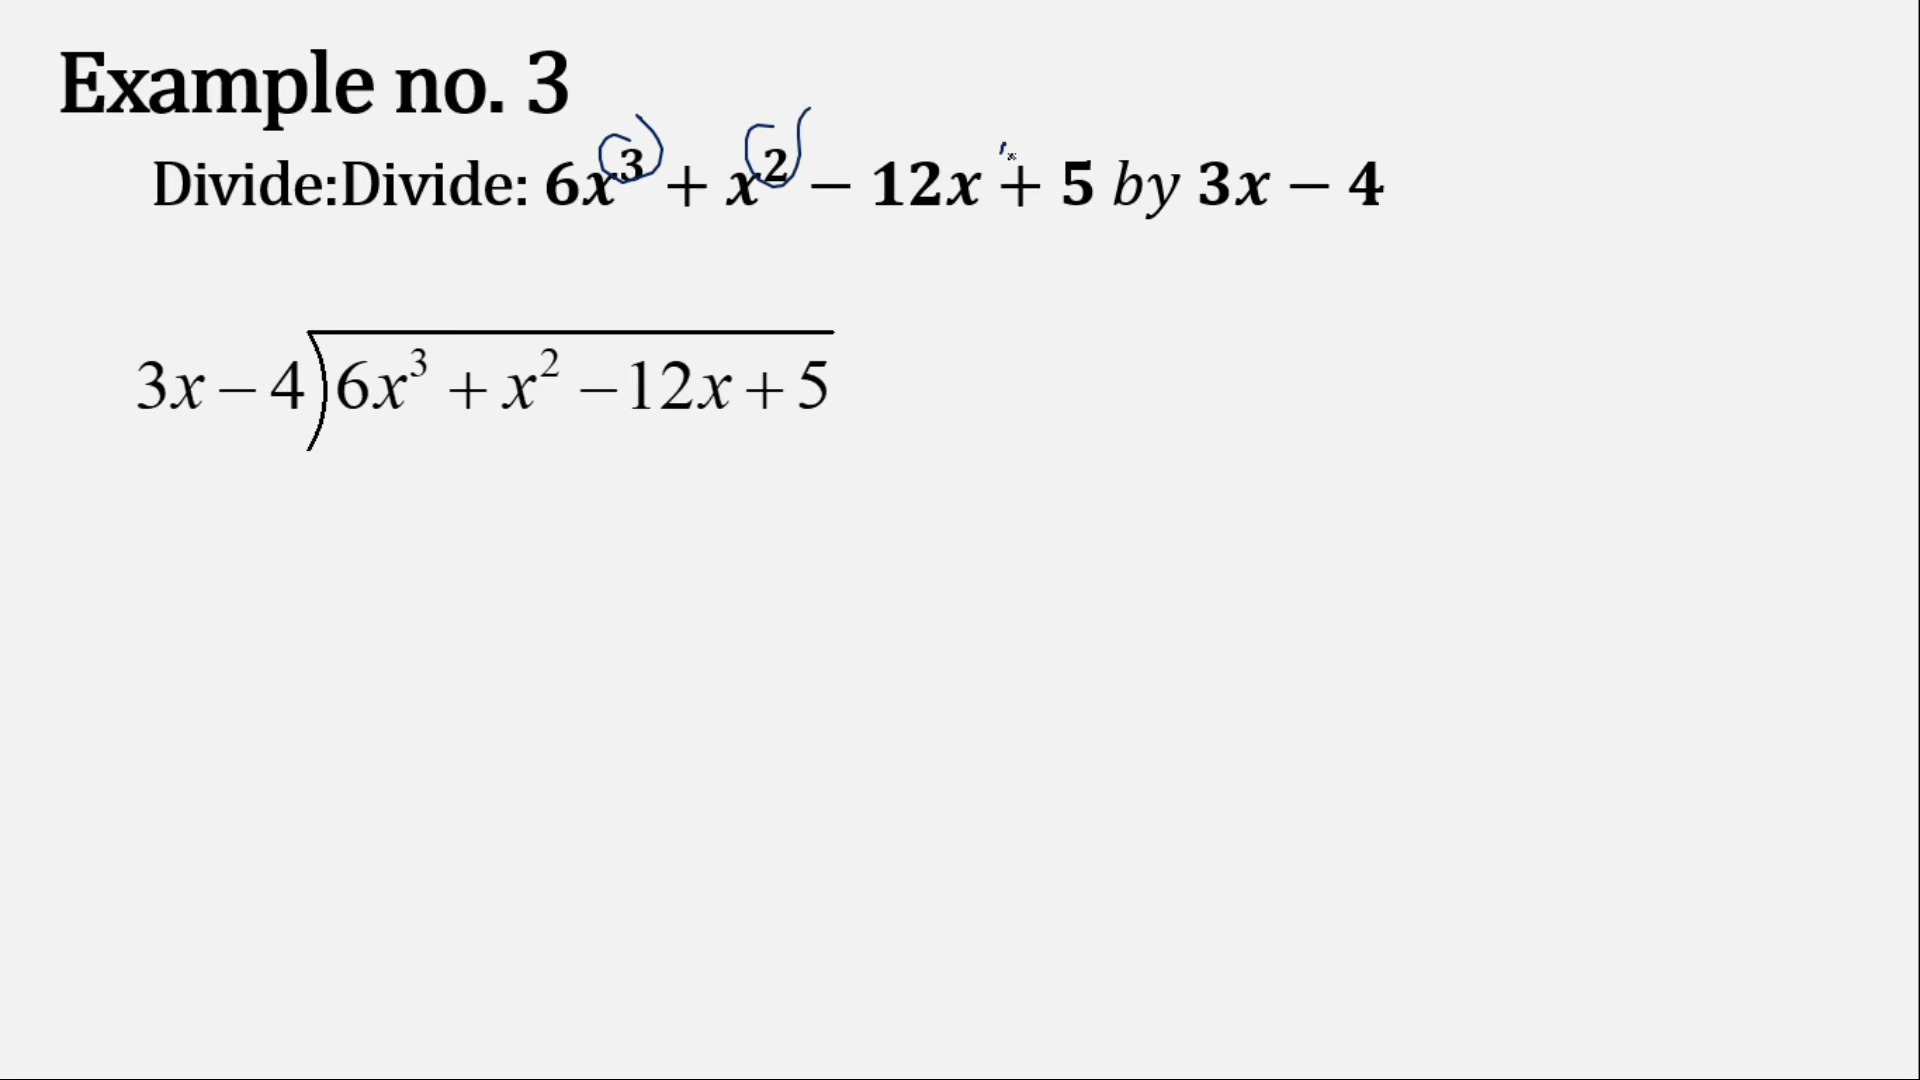 Example no. 3
Divide:Divide: 6x³ + x² − 12x + 5 by 3x − 4
3x − 4)6x³ + x² − 12x + 5